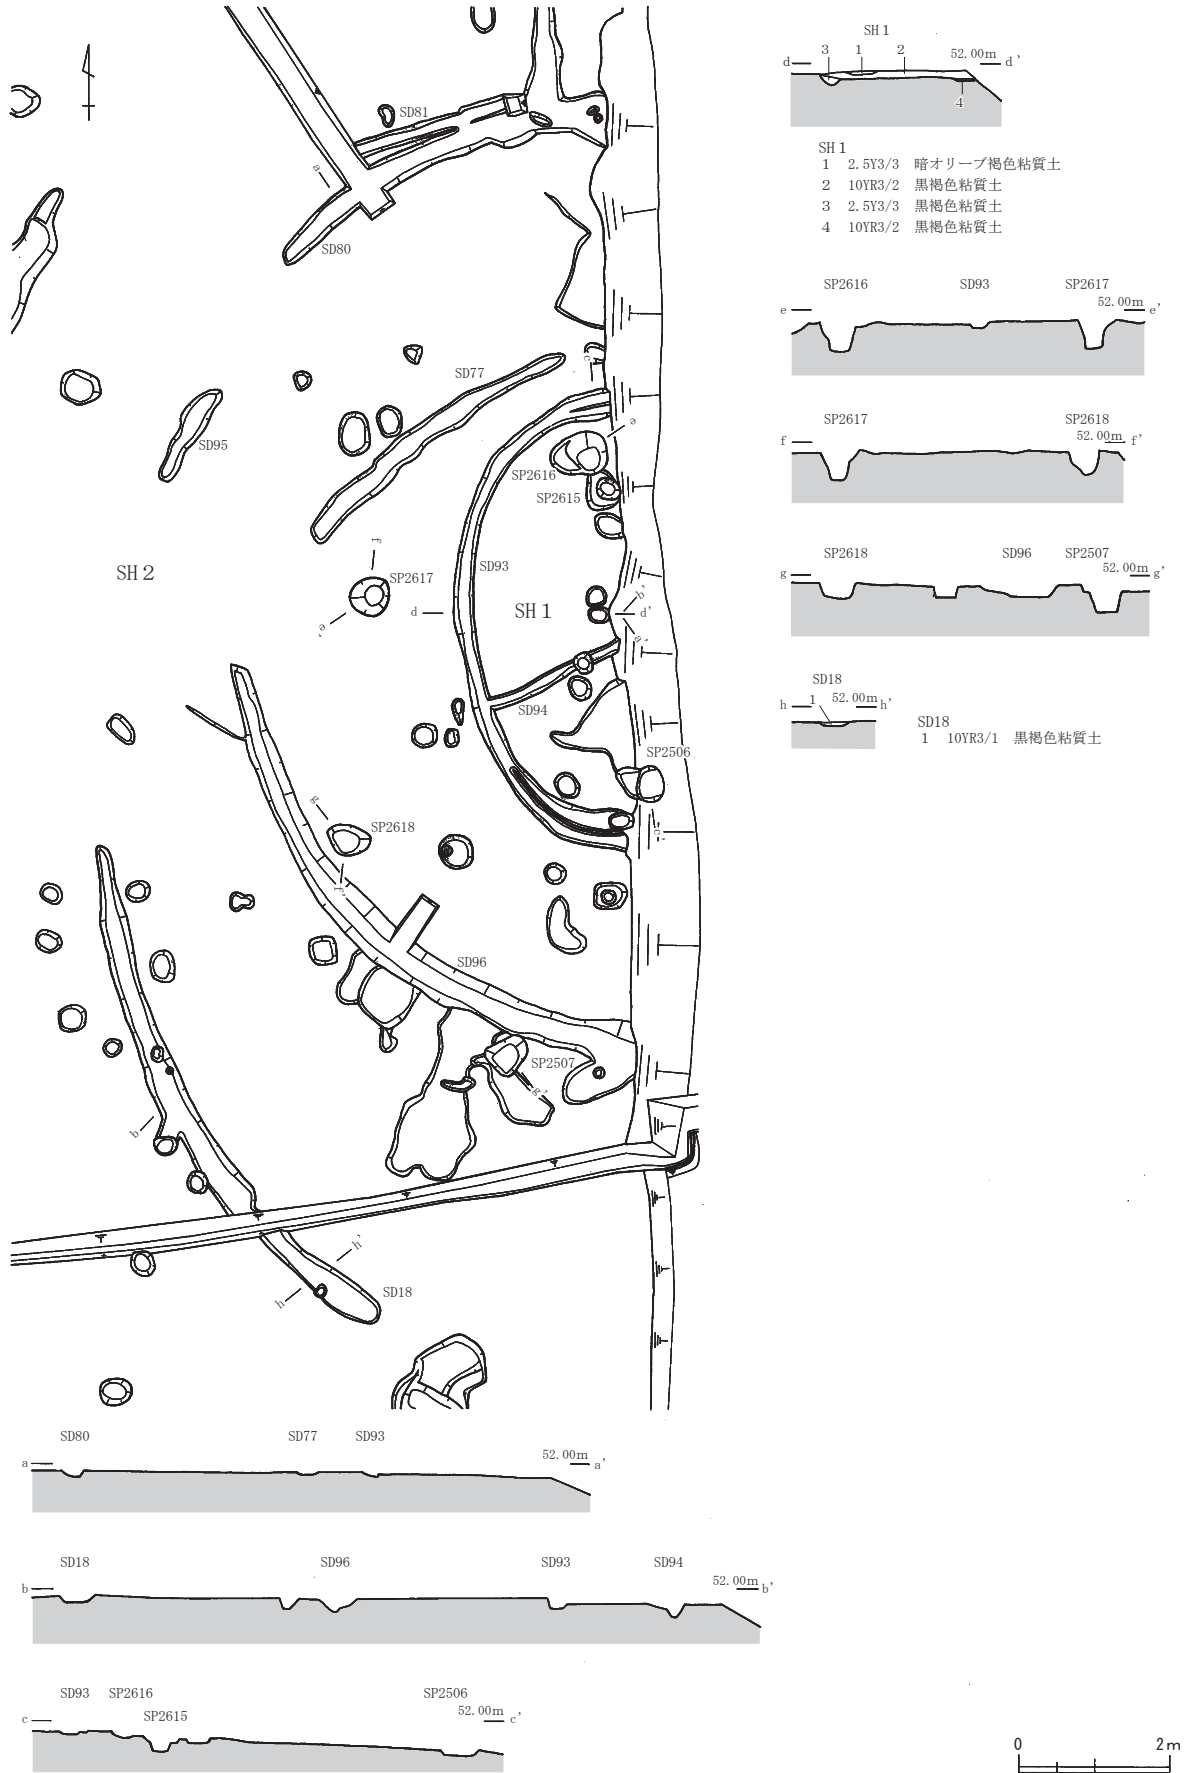 SD81
a
SD80
SD77
c
SD95
e
SP2616
SP2615
f
SD93
SH２
SP2617
b’
d
SH１
d’
e’
a’
SD94
SP2506
g
SP2618
c’
f’
SD96
SP2507
g’
b
h’
h
SD18
SH１
3 1 2 52.00m
d d’
4
SH１
1 2.5Y3/3 暗オリーブ褐色粘質土
2 10YR3/2 黒褐色粘質土
3 2.5Y3/3 黒褐色粘質土
4 10YR3/2 黒褐色粘質土
SP2616 SD93 SP2617
52.00m
e e’
SP2617 SP2618
52.00m
f f’
SP2618 SD96 SP2507
52.00m
g g’
SD18
h 1 52.00m h’
SD18
1 10YR3/1 黒褐色粘質土
SD80 SD77 SD93
52.00m
a a’
SD18 SD96 SD93 SD94
52.00m
b b’
SD93 SP2616 SP2506
SP2615 52.00m
c c’
0 2m